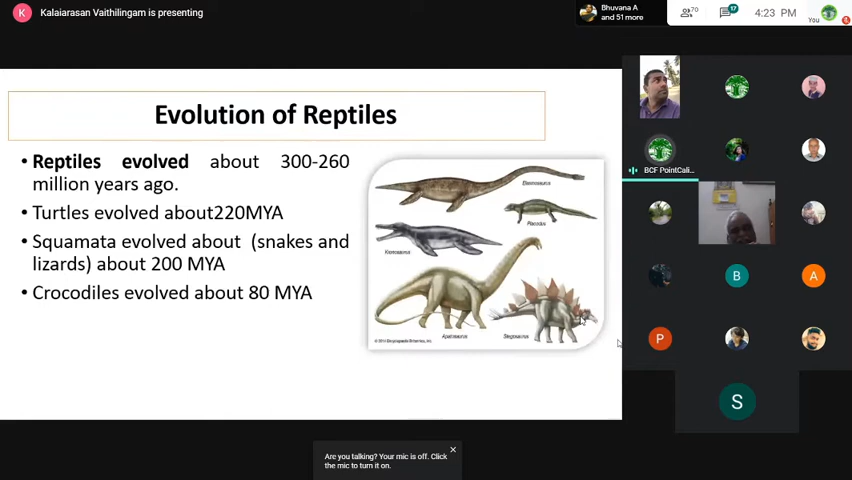 K Kalaiarasan Vaithilingam is presenting
Bhuvana A
and 51 more
70
17
4:23 PM
You
Evolution of Reptiles
• Reptiles evolved about 300-260
million years ago.
• Turtles evolved about220MYA
• Squamata evolved about (snakes and
lizards) about 200 MYA
• Crocodiles evolved about 80 MYA
Elasmosaurus
Placodus
Kronosaurus
Apatosaurus
Stegosaurus
BCF PointCali...
B
A
P
S
Are you talking? Your mic is off. Click
the mic to turn it on.